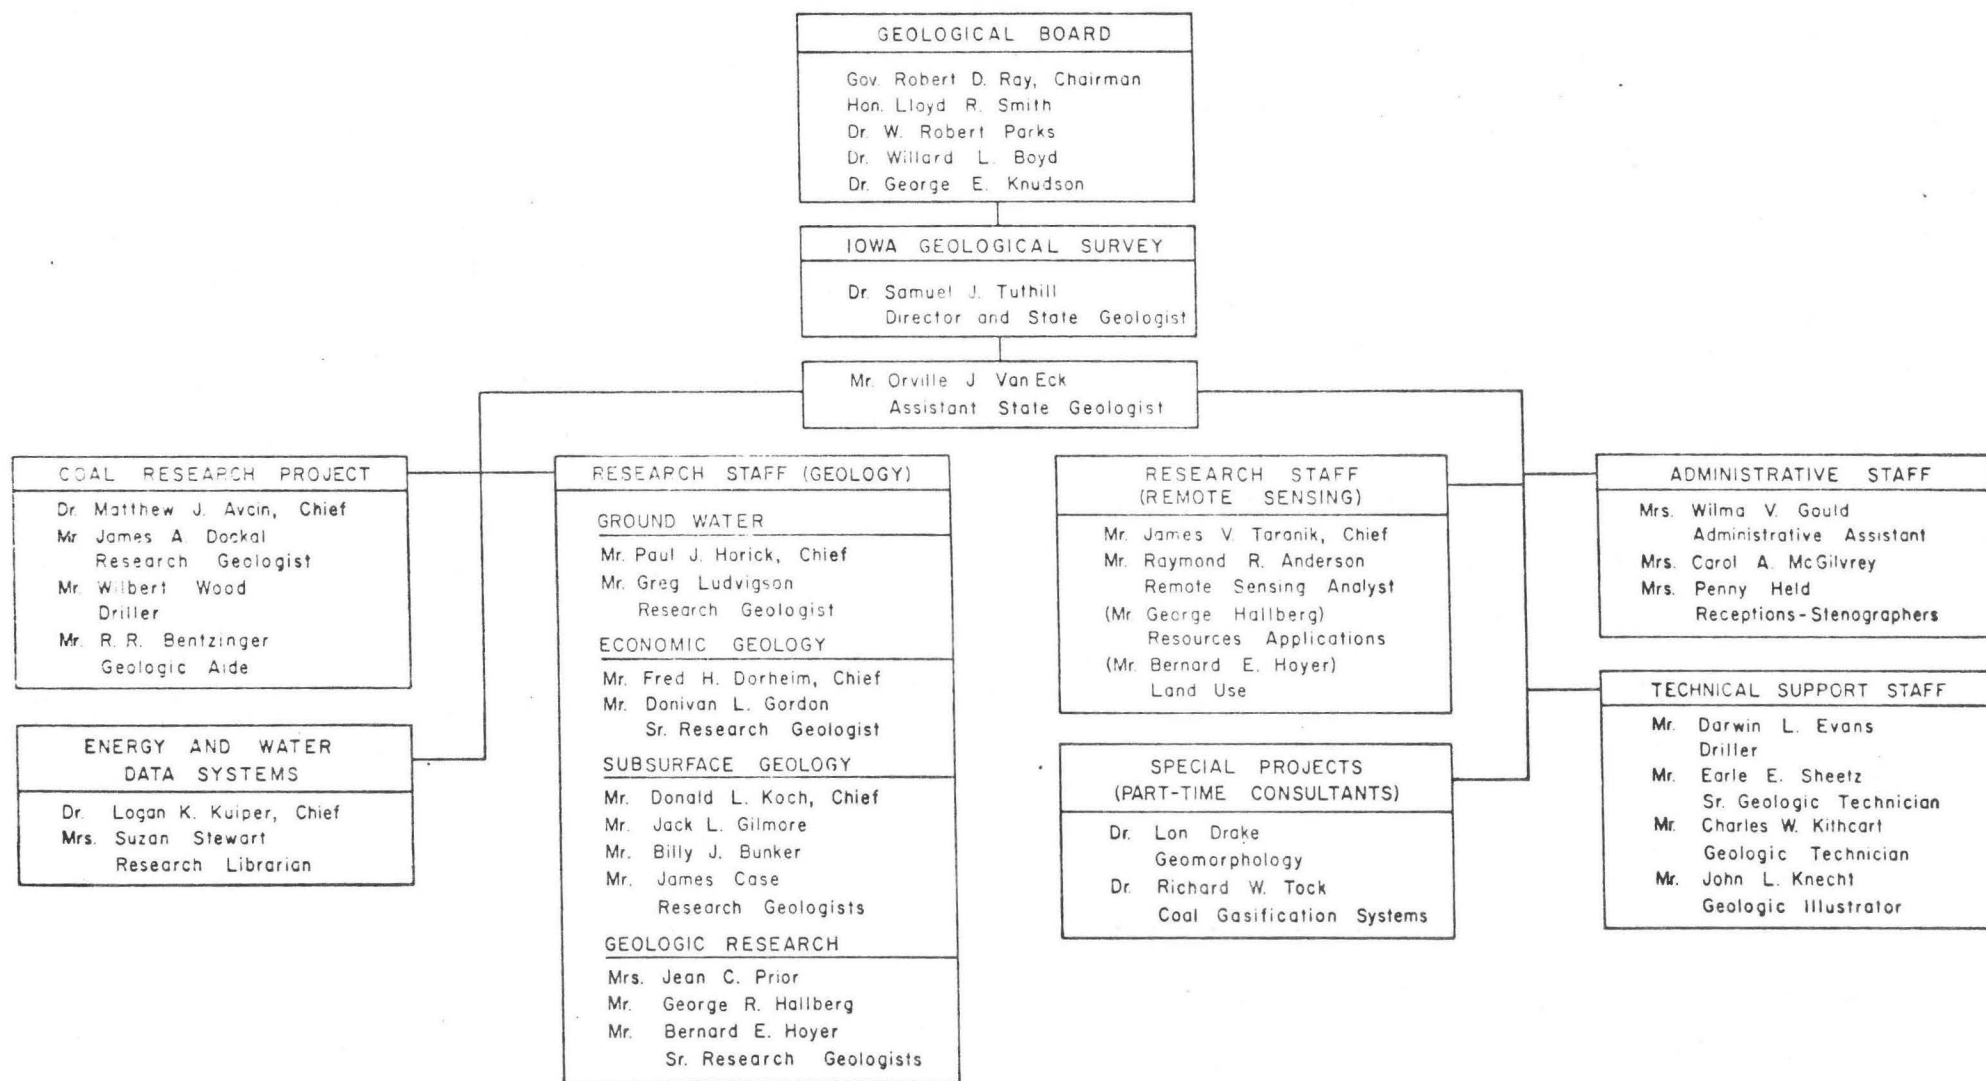 GEOLOGICAL BOARD
Gov. Robert D. Ray, Chairman
Hon. Lloyd R. Smith
Dr. W. Robert Parks
Dr. Willard L. Boyd
Dr. George E. Knudson
IOWA GEOLOGICAL SURVEY
Dr. Samuel J. Tuthill
Director and State Geologist
Mr. Orville J Van Eck
Assistant State Geologist
COAL RESEARCH PROJECT
Dr. Matthew J. Avcin, Chief
Mr James A. Dockal
Research Geologist
Mr. Wilbert Wood
Driller
Mr. R. R. Bentzinger
Geologic Aide
ENERGY AND WATER
DATA SYSTEMS
Dr. Logan K. Kuiper, Chief
Mrs. Suzan Stewart
Research Librarian
RESEARCH STAFF (GEOLOGY)
GROUND WATER
Mr. Paul J. Horick, Chief
Mr. Greg Ludvigson
Research Geologist
ECONOMIC GEOLOGY
Mr. Fred H. Dorheim, Chief
Mr. Donivan L. Gordon
Sr. Research Geologist
SUBSURFACE GEOLOGY
Mr. Donald L. Koch, Chief
Mr. Jack L. Gilmore
Mr. Billy J. Bunker
Mr. James Case
Research Geologists
GEOLOGIC RESEARCH
Mrs. Jean C. Prior
Mr. George R. Hallberg
Mr. Bernard E. Hoyer
Sr. Research Geologists
RESEARCH STAFF
(REMOTE SENSING)
Mr. James V. Taranik, Chief
Mr. Raymond R. Anderson
Remote Sensing Analyst
(Mr George Hallberg)
Resources Applications
(Mr. Bernard E. Hoyer)
Land Use
SPECIAL PROJECTS
(PART-TIME CONSULTANTS)
Dr. Lon Drake
Geomorphology
Dr. Richard W. Tock
Coal Gasification Systems
ADMINISTRATIVE STAFF
Mrs. Wilma V. Gould
Administrative Assistant
Mrs. Carol A. McGilvrey
Mrs. Penny Held
Receptions-Stenographers
TECHNICAL SUPPORT STAFF
Mr. Darwin L. Evans
Driller
Mr. Earle E. Sheetz
Sr. Geologic Technician
Mr. Charles W. Kithcart
Geologic Technician
Mr. John L. Knecht
Geologic Illustrator